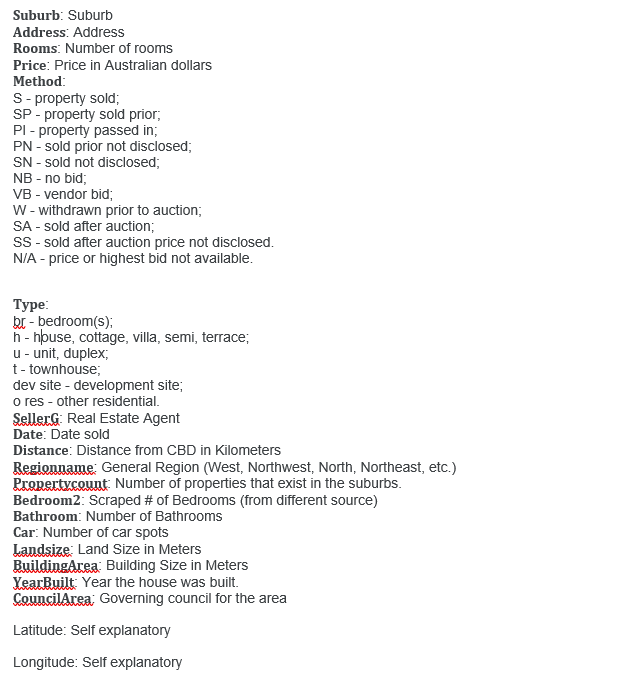 Suburb: Suburb
Address: Address
Rooms: Number of rooms
Price: Price in Australian dollars
Method:
S - property sold;
SP - property sold prior;
PI - property passed in;
PN - sold prior not disclosed;
SN - sold not disclosed;
NB - no bid;
VB - vendor bid;
W - withdrawn prior to auction;
SA - sold after auction;
SS - sold after auction price not disclosed.
N/A - price or highest bid not available.
Type:
br - bedroom(s);
h - house, cottage, villa, semi, terrace;
u - unit, duplex;
t - townhouse;
dev site - development site;
o res - other residential.
SellerG: Real Estate Agent
Date: Date sold
Distance: Distance from CBD in Kilometers
Regionname: General Region (West, Northwest, North, Northeast, etc.)
Propertycount: Number of properties that exist in the suburbs.
Bedroom2: Scraped # of Bedrooms (from different source)
Bathroom: Number of Bathrooms
Car: Number of car spots
Landsize: Land Size in Meters
BuildingArea: Building Size in Meters
YearBuilt: Year the house was built.
CouncilArea: Governing council for the area
Latitude: Self explanatory
Longitude: Self explanatory